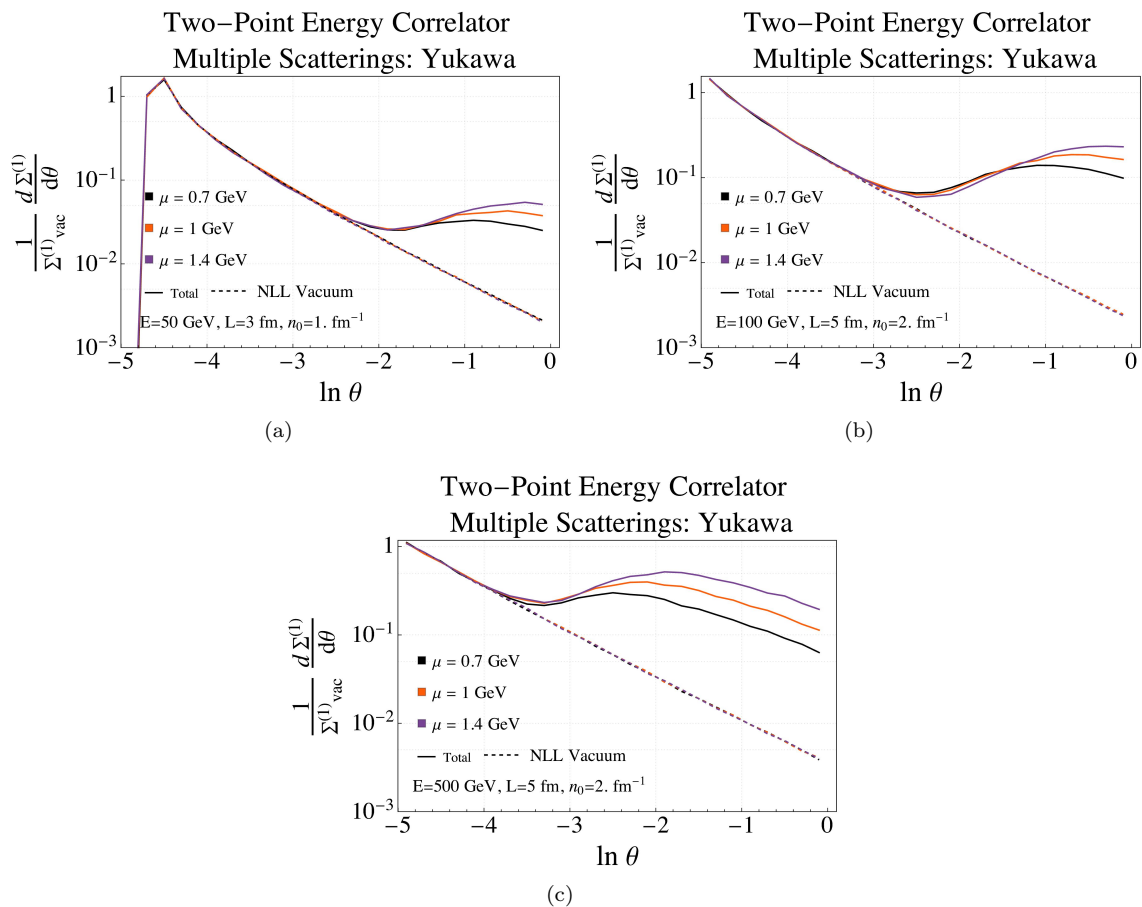 Two−Point Energy Correlator
Multiple Scatterings: Yukawa
1
10⁻¹
10⁻²
10⁻³
1/Σ⁽¹⁾vac dΣ⁽¹⁾/dθ
μ = 0.7 GeV
μ = 1 GeV
μ = 1.4 GeV
Total NLL Vacuum
E=50 GeV, L=3 fm, n₀=1. fm⁻¹
−5 −4 −3 −2 −1 0
ln θ
(a)
Two−Point Energy Correlator
Multiple Scatterings: Yukawa
1
10⁻¹
10⁻²
10⁻³
1/Σ⁽¹⁾vac dΣ⁽¹⁾/dθ
μ = 0.7 GeV
μ = 1 GeV
μ = 1.4 GeV
Total NLL Vacuum
E=100 GeV, L=5 fm, n₀=2. fm⁻¹
−5 −4 −3 −2 −1 0
ln θ
(b)
Two−Point Energy Correlator
Multiple Scatterings: Yukawa
1
10⁻¹
10⁻²
10⁻³
1/Σ⁽¹⁾vac dΣ⁽¹⁾/dθ
μ = 0.7 GeV
μ = 1 GeV
μ = 1.4 GeV
Total NLL Vacuum
E=500 GeV, L=5 fm, n₀=2. fm⁻¹
−5 −4 −3 −2 −1 0
ln θ
(c)